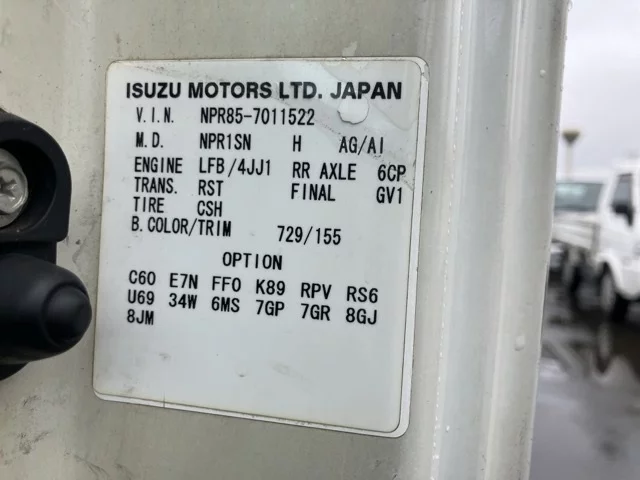 ISUZU MOTORS LTD. JAPAN
V.I.N. NPR85-7011522
M.D. NPR1SN H AG/AI
ENGINE LFB/4JJ1 RR AXLE 6CP
TRANS. RST FINAL GV1
TIRE CSH
B.COLOR/TRIM 729/155
OPTION
C60 E7N FF0 K89 RPV RS6
U69 34W 6MS 7GP 7GR 8GJ
8JM